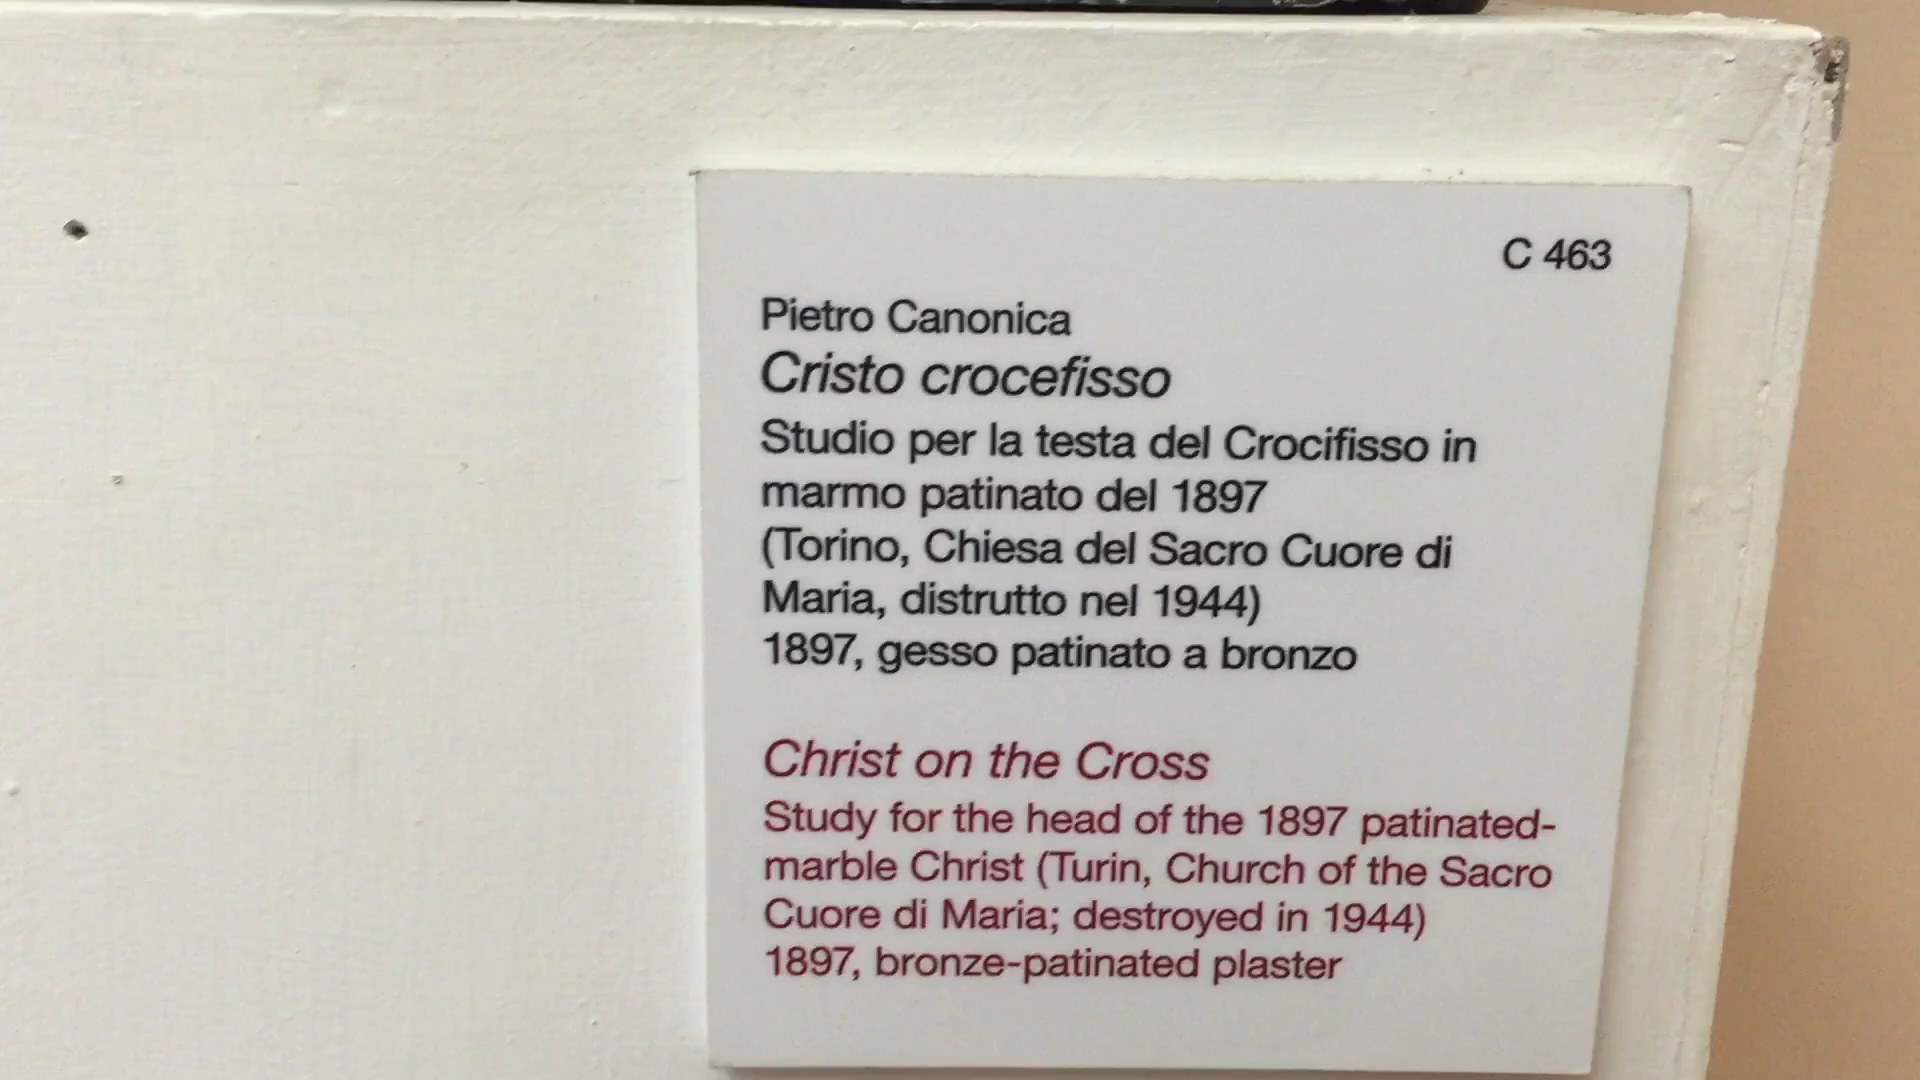 C 463
Pietro Canonica
Cristo crocefisso
Studio per la testa del Crocifisso in
marmo patinato del 1897
(Torino, Chiesa del Sacro Cuore di
Maria, distrutto nel 1944)
1897, gesso patinato a bronzo
Christ on the Cross
Study for the head of the 1897 patinated-
marble Christ (Turin, Church of the Sacro
Cuore di Maria; destroyed in 1944)
1897, bronze-patinated plaster